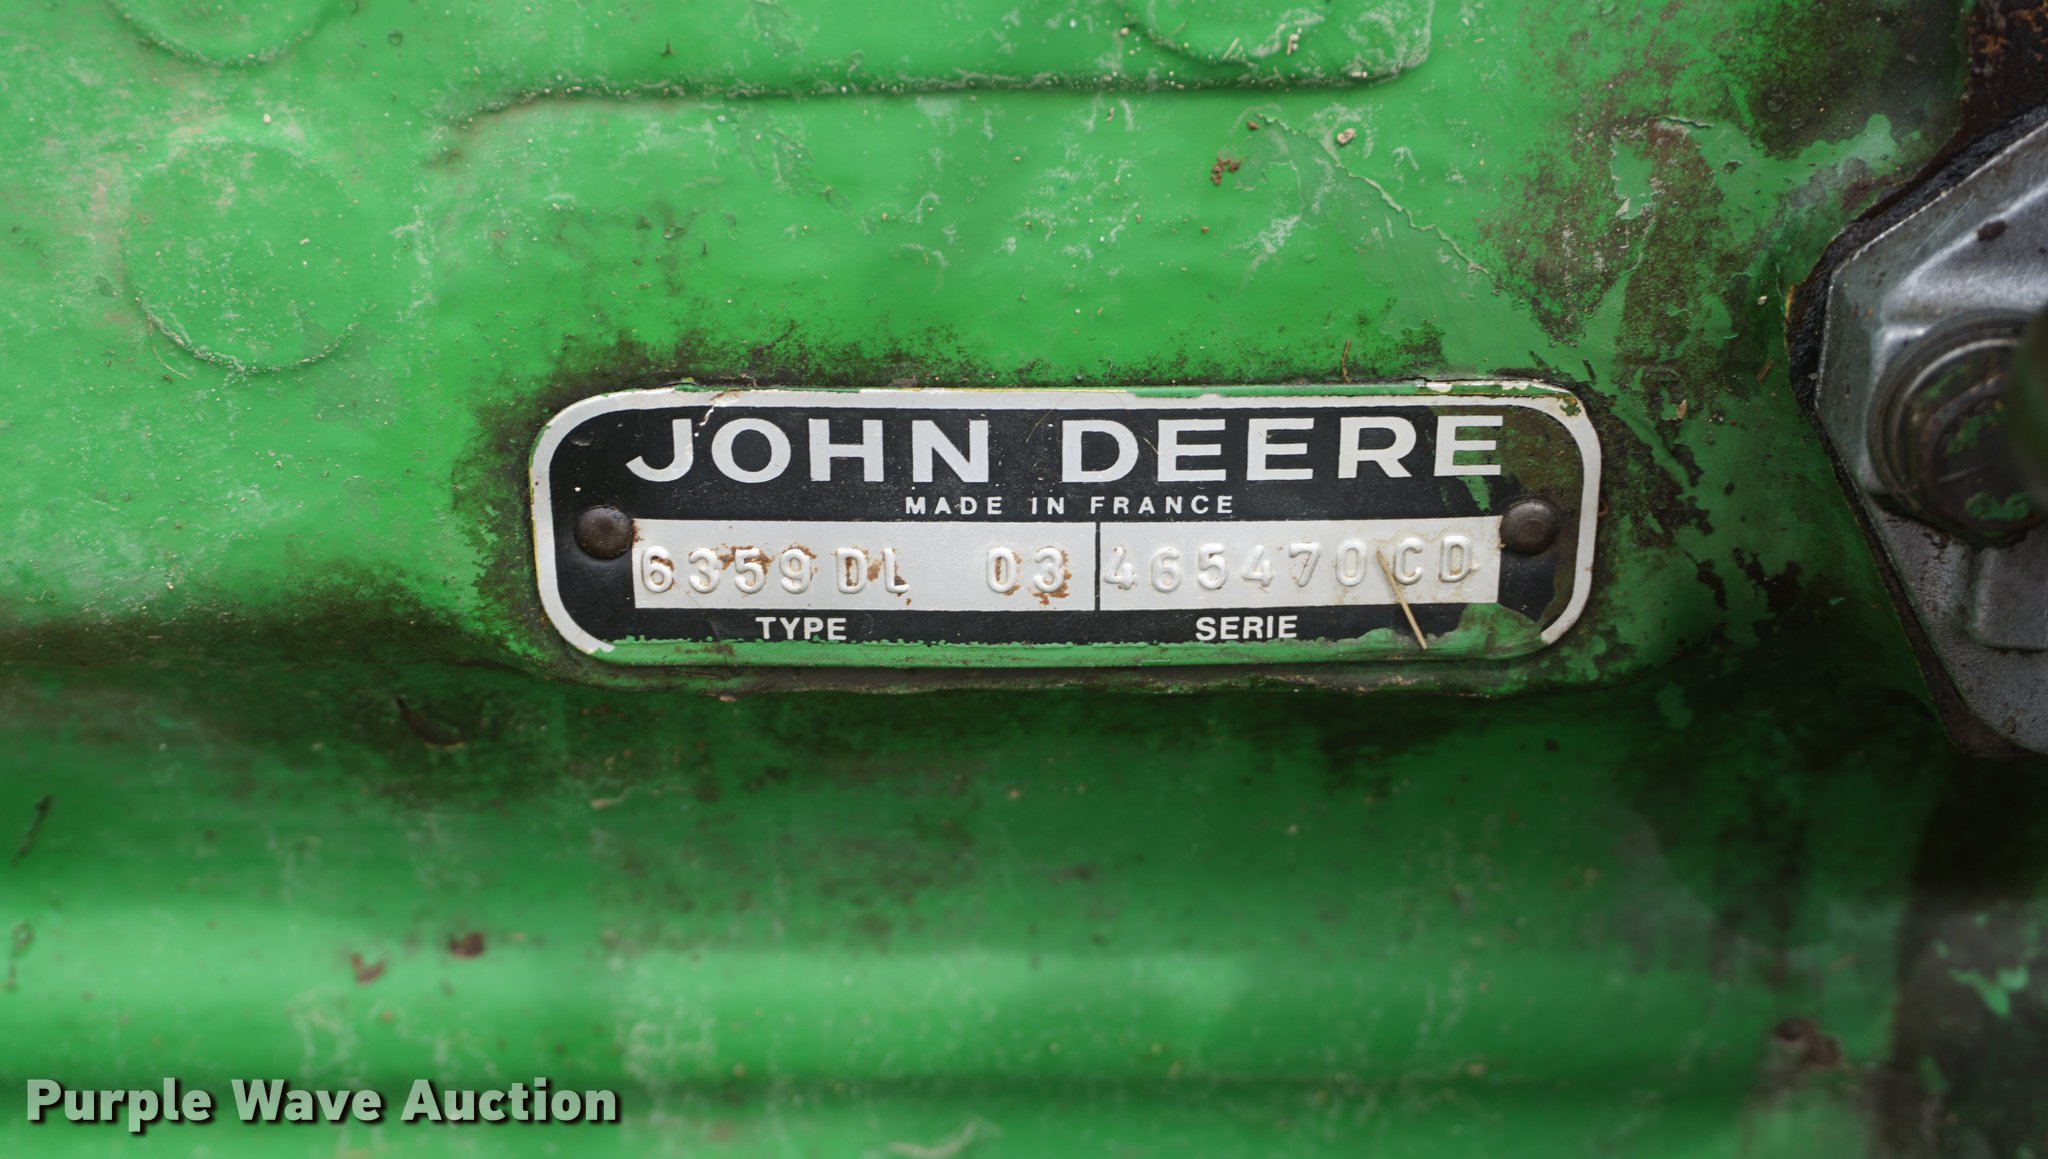 JOHN DEERE
MADE IN FRANCE
6359DL 03 465470CD
TYPE SERIE
Purple Wave Auction